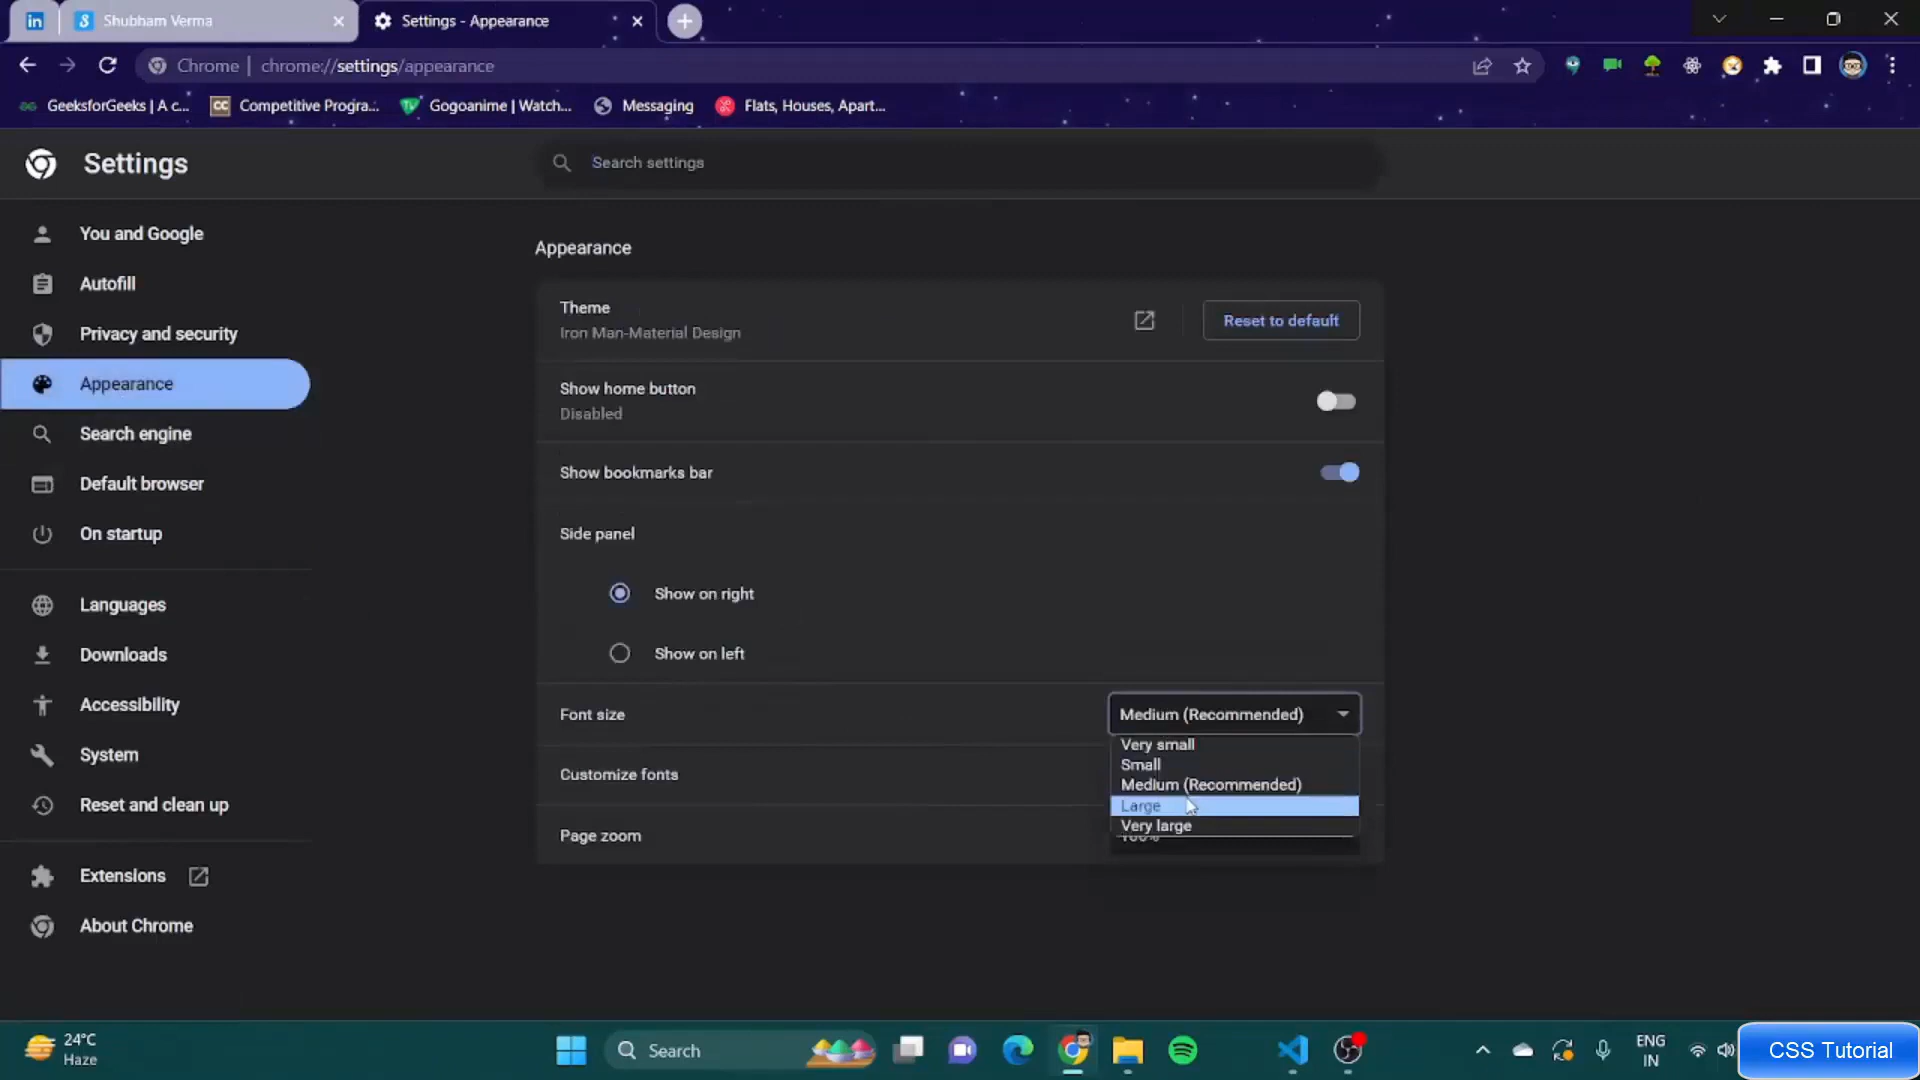 in
Shubham Verma
Settings - Appearance
Chrome | chrome://settings/appearance
GeeksforGeeks | A c...
CC Competitive Progra...
Gogoanime | Watch...
Messaging
Flats, Houses, Apart...
Settings
Search settings
You and Google
Autofill
Privacy and security
Appearance
Search engine
Default browser
On startup
Languages
Downloads
Accessibility
System
Reset and clean up
Extensions
About Chrome
Appearance
Theme
Iron Man-Material Design
Reset to default
Show home button
Disabled
Show bookmarks bar
Side panel
Show on right
Show on left
Font size
Medium (Recommended)
Very small
Small
Medium (Recommended)
Large
Very large
Customize fonts
Page zoom
100%
24°C
Haze
Search
ENG
IN
CSS Tutorial